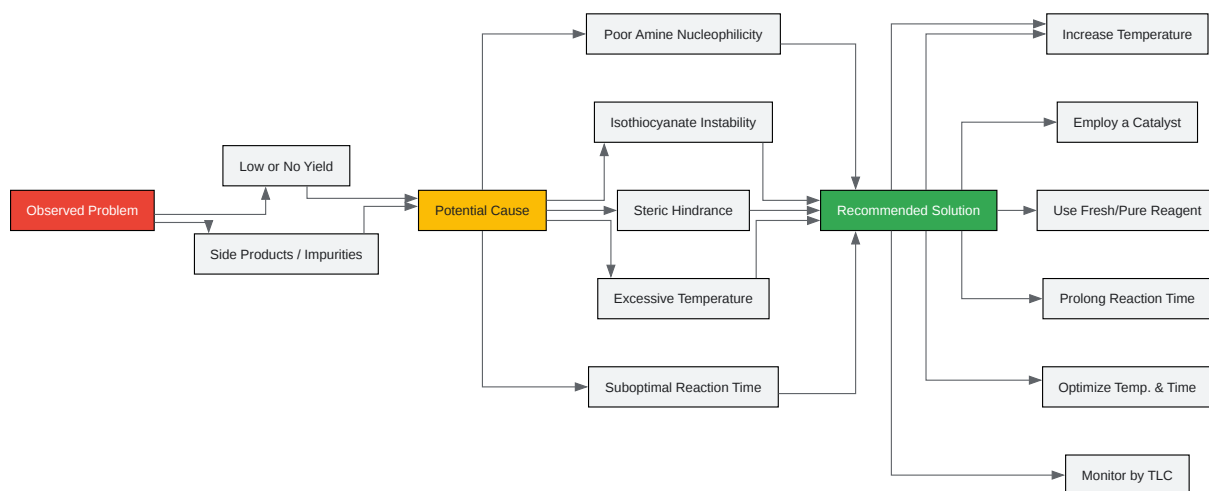 Observed Problem
Low or No Yield
Side Products / Impurities
Potential Cause
Poor Amine Nucleophilicity
Isothiocyanate Instability
Steric Hindrance
Excessive Temperature
Suboptimal Reaction Time
Recommended Solution
Increase Temperature
Employ a Catalyst
Use Fresh/Pure Reagent
Prolong Reaction Time
Optimize Temp. & Time
Monitor by TLC